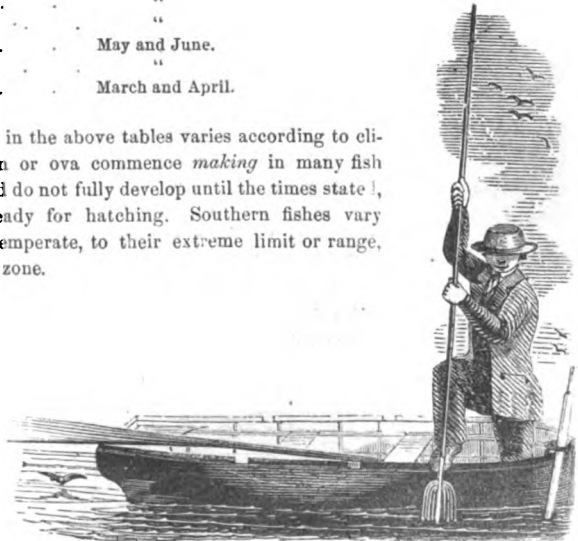 "
May and June.
"
March and April.
in the above tables varies according to cli-
or ova commence making in many fish
do not fully develop until the times state
ady for hatching. Southern fishes vary
emperate, to their extreme limit or range,
zone.